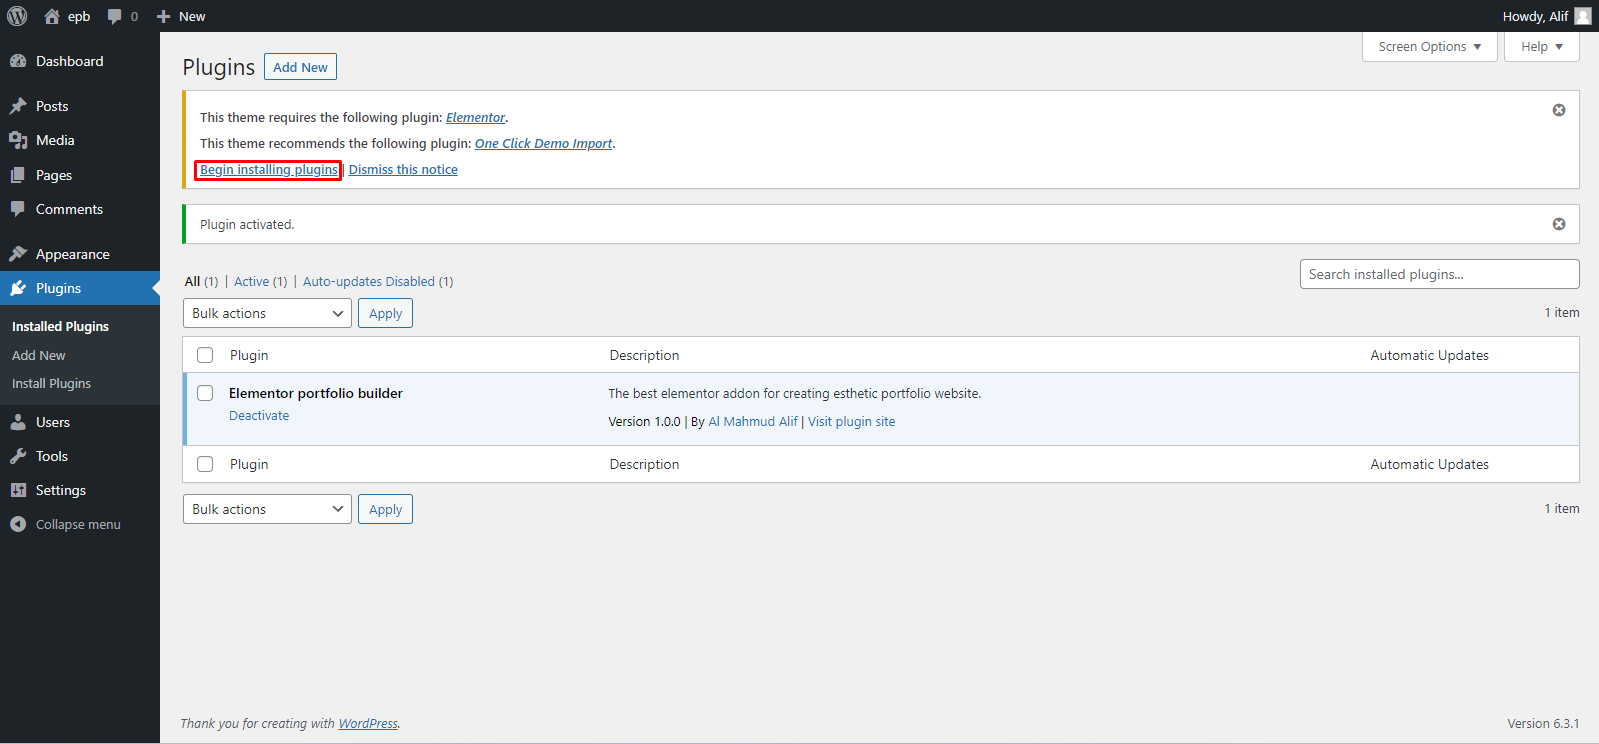 epb 0 New Howdy, Alif
Dashboard
Posts
Media
Pages
Comments
Appearance
Plugins
Installed Plugins
Add New
Install Plugins
Users
Tools
Settings
Collapse menu
Screen Options Help
Plugins Add New
This theme requires the following plugin: Elementor.
This theme recommends the following plugin: One Click Demo Import.
Begin installing plugins | Dismiss this notice
Plugin activated.
All (1) | Active (1) | Auto-updates Disabled (1)
Search installed plugins...
Bulk actions Apply 1 item
Plugin Description Automatic Updates
Elementor portfolio builder The best elementor addon for creating esthetic portfolio website.
Deactivate Version 1.0.0 | By Al Mahmud Alif | Visit plugin site
Plugin Description Automatic Updates
Bulk actions Apply 1 item
Thank you for creating with WordPress. Version 6.3.1